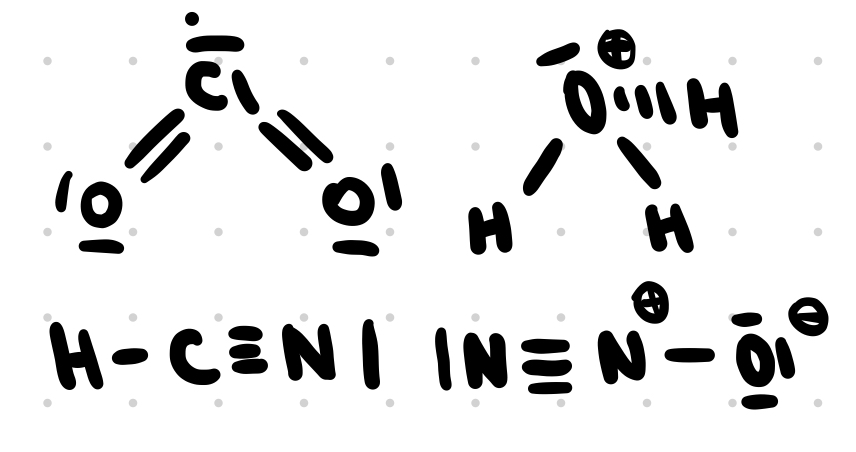 Cl
O O
O ⊕ H
H H
H-C≡N| |N≡N⊕-O|⊖